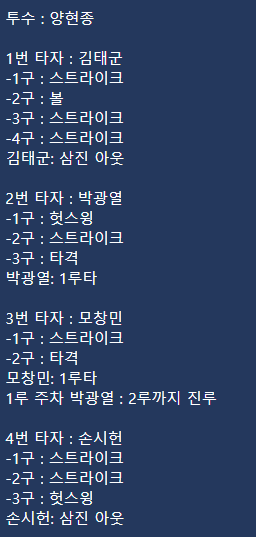 투수 : 양현종
1번 타자 : 김태군
-1구 : 스트라이크
-2구 : 볼
-3구 : 스트라이크
-4구 : 스트라이크
김태군: 삼진 아웃
2번 타자 : 박광열
-1구 : 헛스윙
-2구 : 스트라이크
-3구 : 타격
박광열: 1루타
3번 타자 : 모창민
-1구 : 스트라이크
-2구 : 타격
모창민: 1루타
1루 주차 박광열 : 2루까지 진루
4번 타자 : 손시헌
-1구 : 스트라이크
-2구 : 스트라이크
-3구 : 헛스윙
손시헌: 삼진 아웃